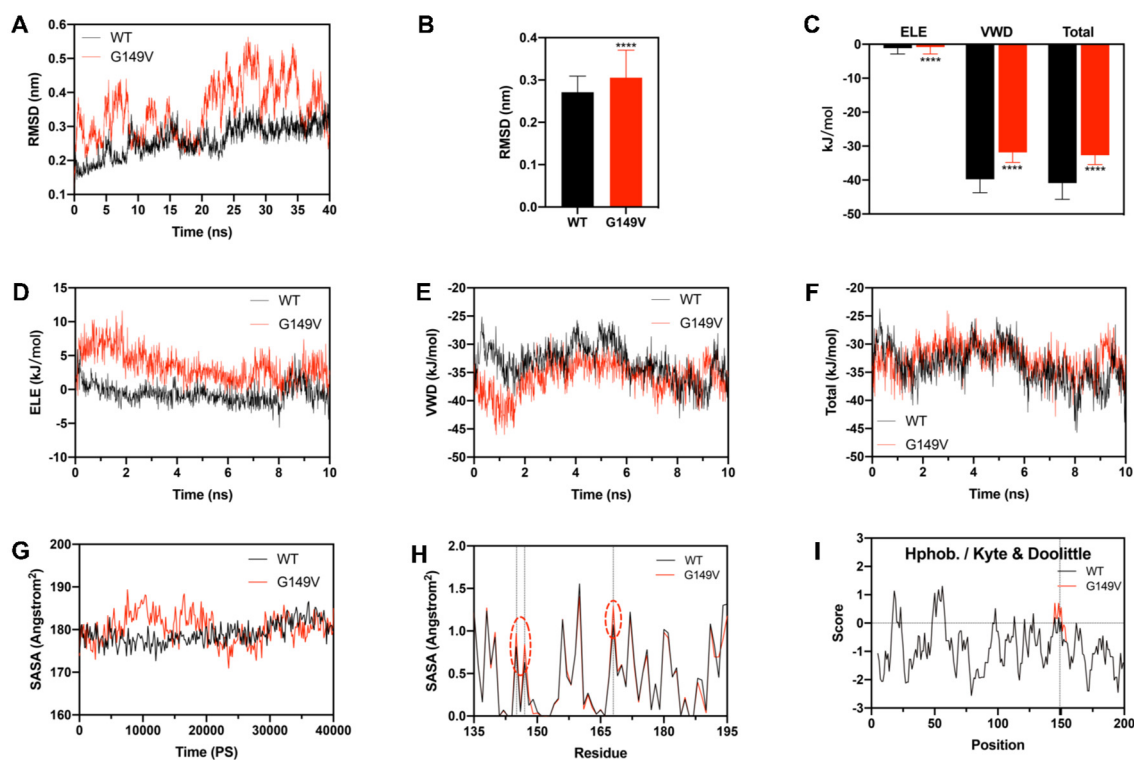 A
WT
G149V
RMSD (nm)
0.6
0.5
0.4
0.3
0.2
0.1
0 5 10 15 20 25 30 35 40
Time (ns)
B
RMSD (nm)
0.4
0.3
0.2
0.1
0.0
****
WT G149V
C
ELE VWD Total
kJ/mol
0
-10
-20
-30
-40
-50
****
****
****
D
WT
G149V
ELE (kJ/mol)
15
10
5
0
-5
-10
0 2 4 6 8 10
Time (ns)
E
WT
G149V
VWD (kJ/mol)
-20
-25
-30
-35
-40
-45
-50
0 2 4 6 8 10
Time (ns)
F
Total (kJ/mol)
-20
-25
-30
-35
-40
-45
-50
WT
G149V
0 2 4 6 8 10
Time (ns)
G
WT
G149V
SASA (Angstrom²)
200
190
180
170
160
0 10000 20000 30000 40000
Time (PS)
H
WT
G149V
SASA (Angstrom²)
2.0
1.5
1.0
0.5
0.0
135 150 165 180 195
Residue
I
Hphob. / Kyte & Doolittle
WT
G149V
Score
3
2
1
0
-1
-2
-3
0 50 100 150 200
Position